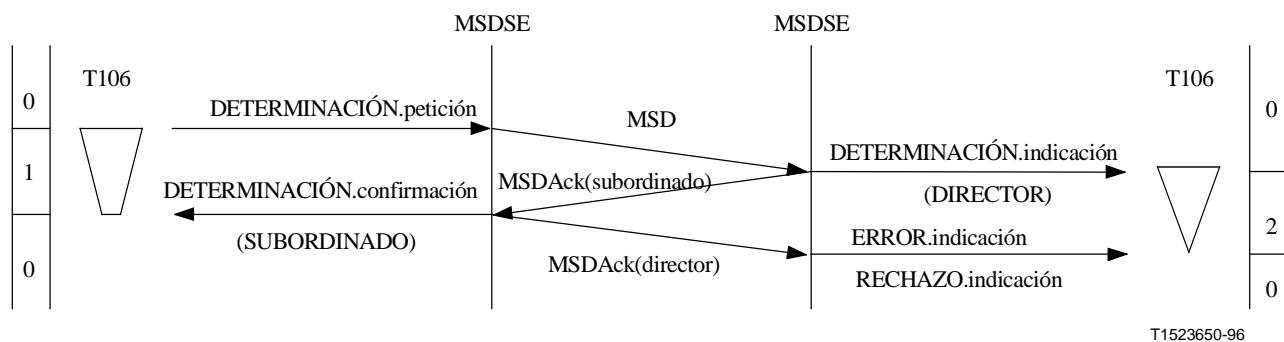 MSDSE MSDSE
T106 T106
0 0
DETERMINACIÓN.petición
MSD
1 DETERMINACIÓN.indicación
DETERMINACIÓN.confirmación MSDAck(subordinado)
(DIRECTOR)
(SUBORDINADO) ERROR.indicación 2
0 MSDAck(director)
RECHAZO.indicación 0
T1523650-96